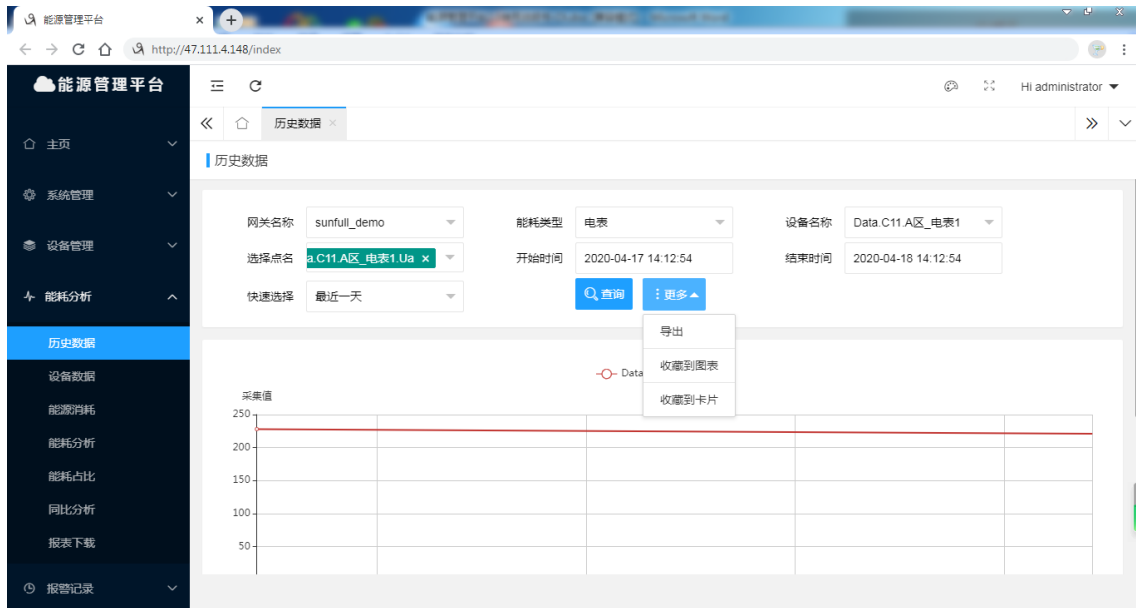 能源管理平台
http://47.111.4.148/index
能源管理平台
Hi administrator
历史数据
主页
历史数据
系统管理
网关名称 sunfull_demo 能耗类型 电表 设备名称 Data.C11.A区_电表1
设备管理
选择点名 a.C11.A区_电表1.Ua × 开始时间 2020-04-17 14:12:54 结束时间 2020-04-18 14:12:54
能耗分析
快速选择 最近一天 查询 更多
导出
历史数据
收藏到图表
Data
设备数据
收藏到卡片
采集值
能源消耗
250
能耗分析
200
能耗占比
150
同比分析
100
报表下载
50
报警记录